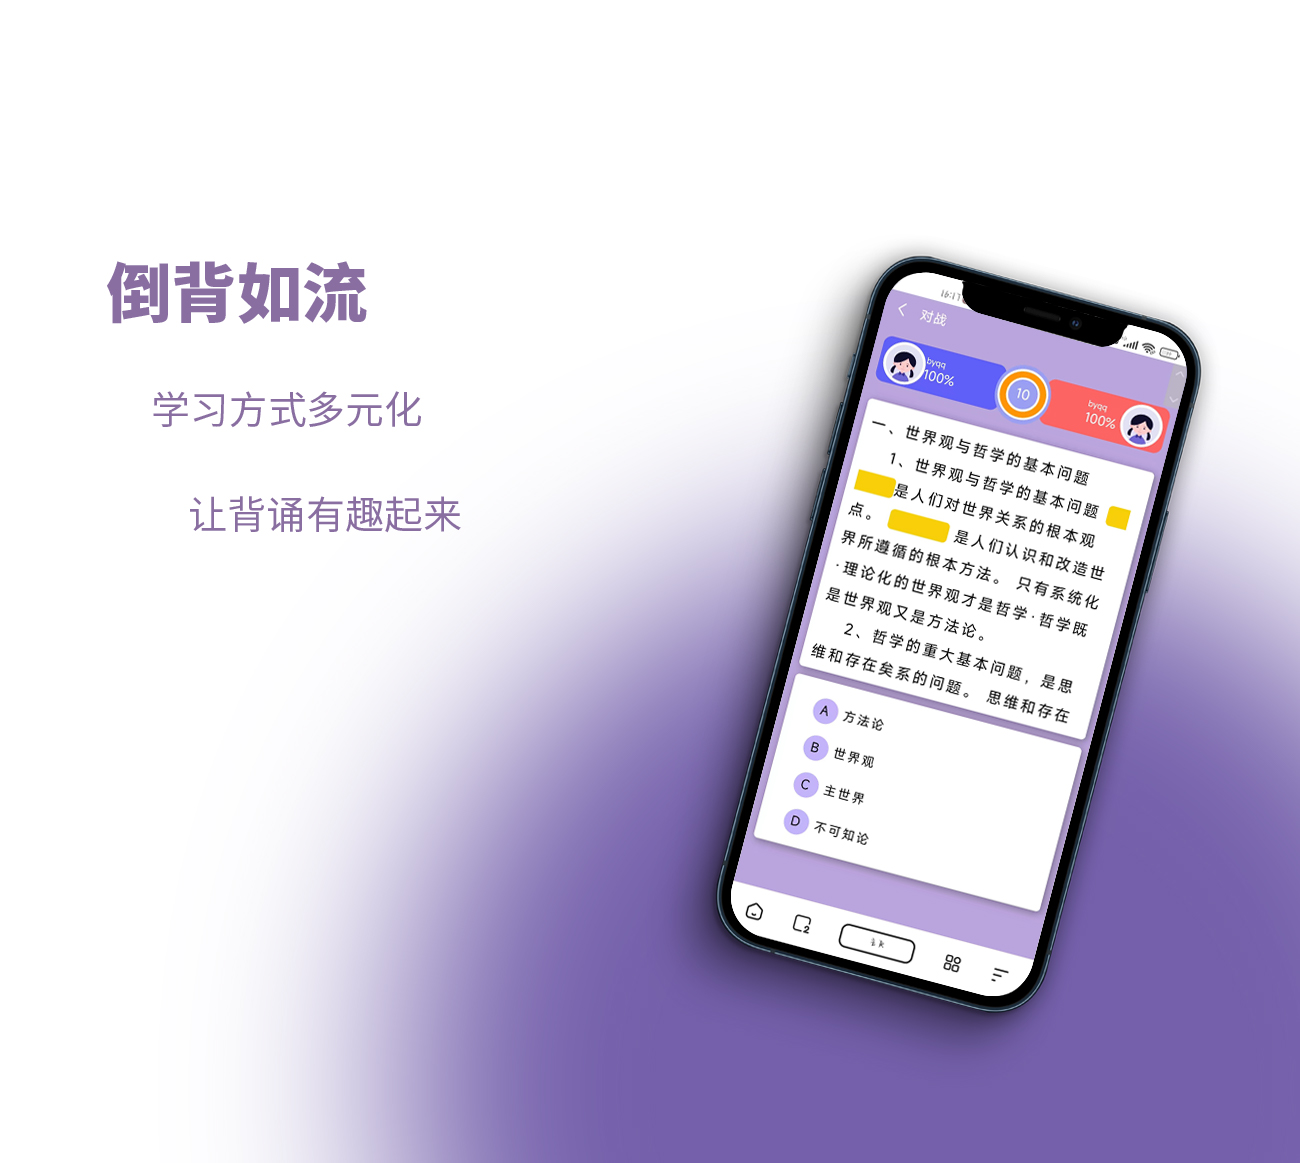 倒背如流
学习方式多元化
让背诵有趣起来
对战
byqq
100%
10
byqq
100%
一、世界观与哲学的基本问题
1、世界观与哲学的基本问题
是人们对世界关系的根本观
点。 是人们认识和改造世
界所遵循的根本方法。 只有系统化
·理论化的世界观才是哲学·哲学既
是世界观又是方法论。
2、哲学的重大基本问题，是思
维和存在矣系的问题。 思维和存在
A 方法论
B 世界观
C 主世界
D 不可知论
2